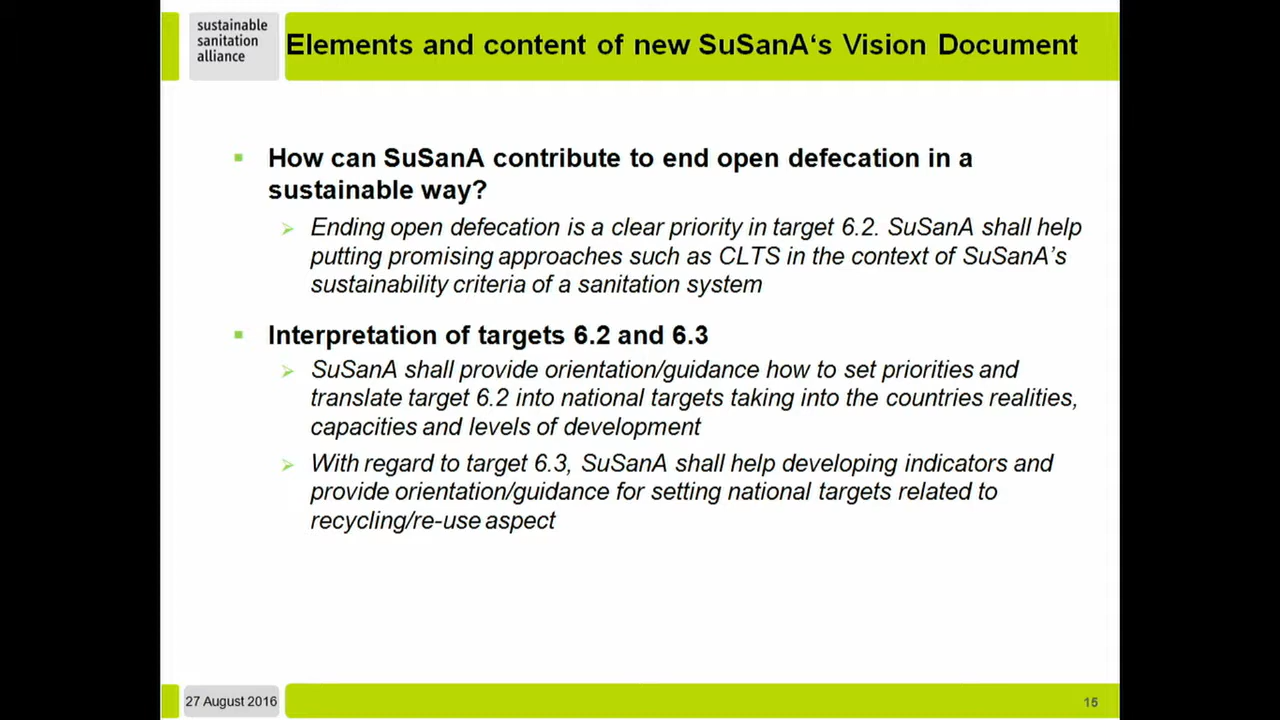 sustainable
sanitation
alliance
Elements and content of new SuSanA‘s Vision Document
How can SuSanA contribute to end open defecation in a
sustainable way?
Ending open defecation is a clear priority in target 6.2. SuSanA shall help
putting promising approaches such as CLTS in the context of SuSanA’s
sustainability criteria of a sanitation system
Interpretation of targets 6.2 and 6.3
SuSanA shall provide orientation/guidance how to set priorities and
translate target 6.2 into national targets taking into the countries realities,
capacities and levels of development
With regard to target 6.3, SuSanA shall help developing indicators and
provide orientation/guidance for setting national targets related to
recycling/re-use aspect
27 August 2016
15